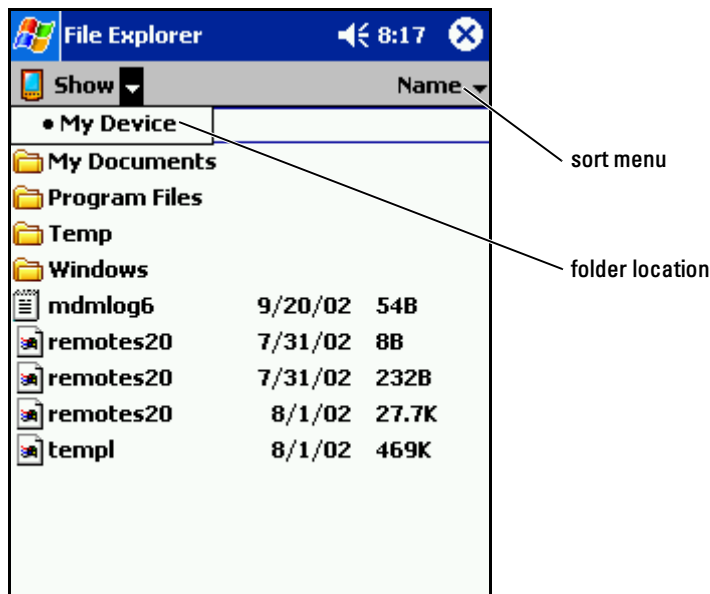 File Explorer 8:17
Show Name
• My Device
sort menu
My Documents
Program Files
Temp
folder location
Windows
mdmlog6 9/20/02 54B
remotes20 7/31/02 8B
remotes20 7/31/02 232B
remotes20 8/1/02 27.7K
templ 8/1/02 469K